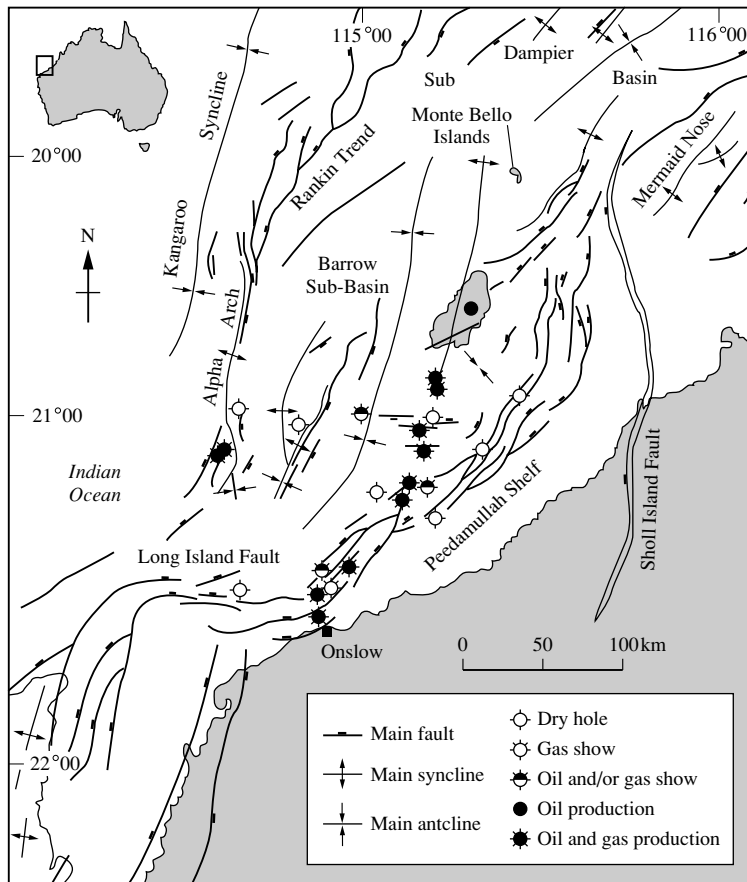 115°00
116°00
Dampier
Sub
Basin
Syncline
Monte Bello
Islands
20°00
Rankin Trend
Mermaid Nose
N
Kangaroo
Barrow
Sub-Basin
Arch
Alpha
21°00
Indian
Ocean
Peedamullah Shelf
Sholl Island Fault
Long Island Fault
Onslow
0 50 100 km
22°00
Main fault
Main syncline
Main antcline
Dry hole
Gas show
Oil and/or gas show
Oil production
Oil and gas production